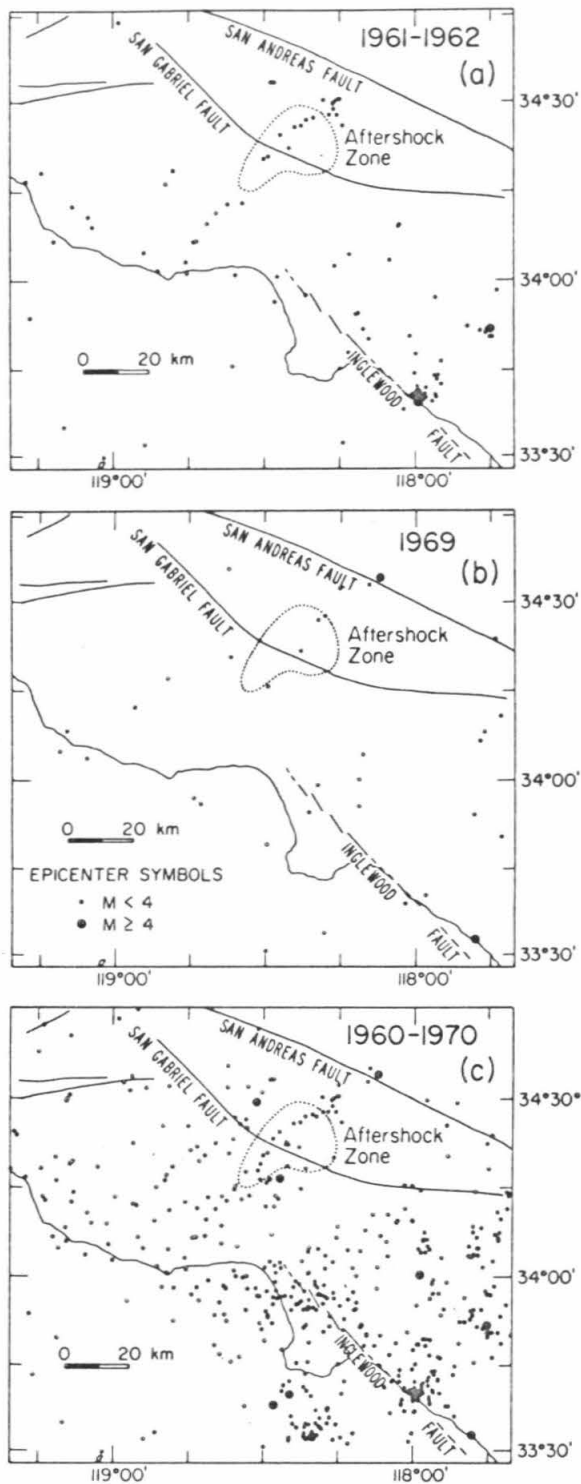 1961-1962
(a)
SAN ANDREAS FAULT
SAN GABRIEL FAULT
34°30'
Aftershock
Zone
34°00'
0 20 km
INGLEWOOD
FAULT
33°30'
119°00'
118°00'
1969
(b)
SAN ANDREAS FAULT
SAN GABRIEL FAULT
34°30'
Aftershock
Zone
34°00'
0 20 km
EPICENTER SYMBOLS
M < 4
M ≥ 4
INGLEWOOD
FAULT
33°30'
119°00'
118°00'
1960-1970
(c)
SAN ANDREAS FAULT
SAN GABRIEL FAULT
34°30'
Aftershock
Zone
34°00'
0 20 km
INGLEWOOD
FAULT
33°30'
119°00'
118°00'